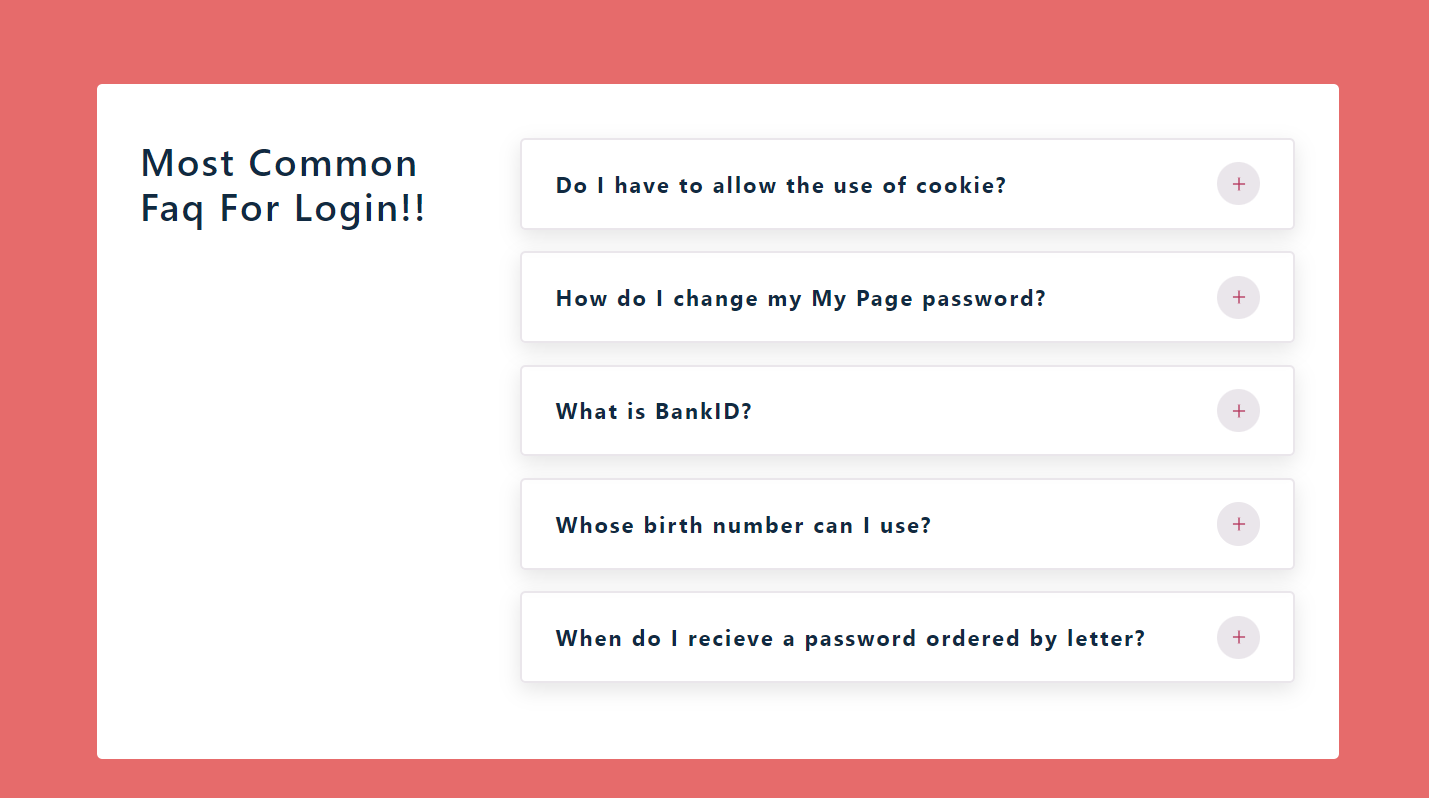 Most Common
Faq For Login!!
Do I have to allow the use of cookie?
How do I change my My Page password?
What is BankID?
Whose birth number can I use?
When do I recieve a password ordered by letter?